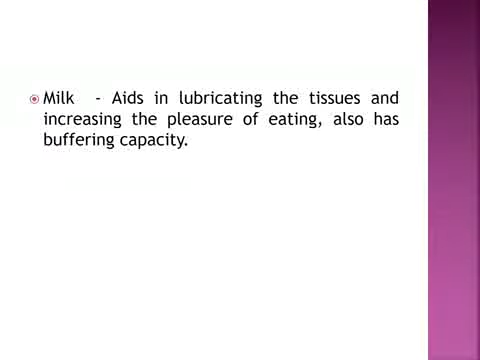 Milk - Aids in lubricating the tissues and
increasing the pleasure of eating, also has
buffering capacity.